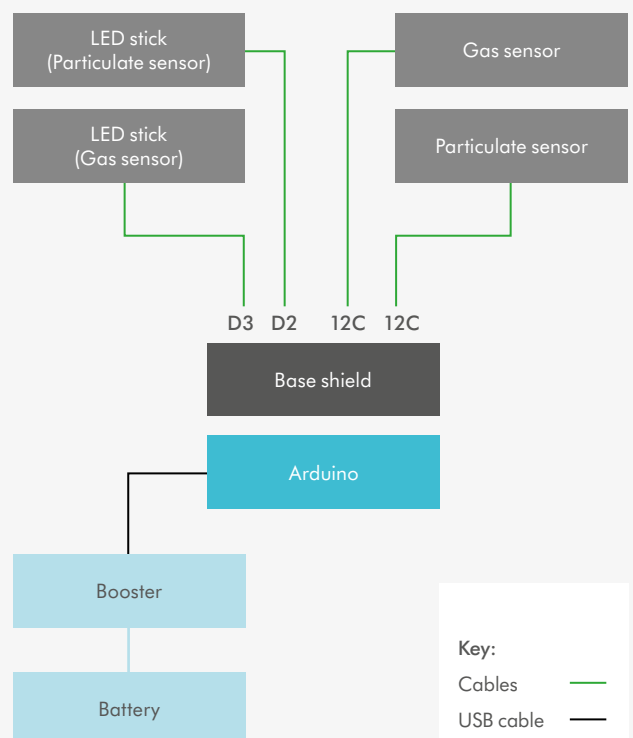 LED stick
(Particulate sensor)
Gas sensor
LED stick
(Gas sensor)
Particulate sensor
D3 D2 12C 12C
Base shield
Arduino
Booster
Battery
Key:
Cables
USB cable